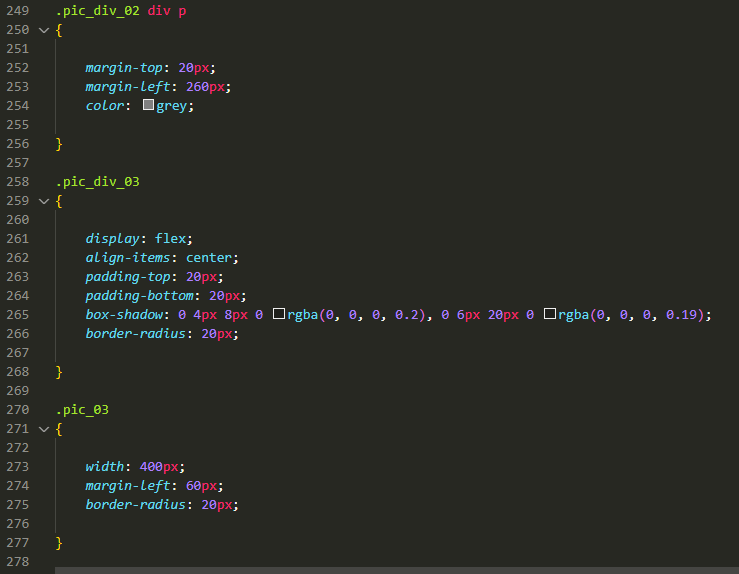 249 .pic_div_02 div p
250 {
251
252 margin-top: 20px;
253 margin-left: 260px;
254 color: grey;
255
256 }
257
258 .pic_div_03
259 {
260
261 display: flex;
262 align-items: center;
263 padding-top: 20px;
264 padding-bottom: 20px;
265 box-shadow: 0 4px 8px 0 rgba(0, 0, 0, 0.2), 0 6px 20px 0 rgba(0, 0, 0, 0.19);
266 border-radius: 20px;
267
268 }
269
270 .pic_03
271 {
272
273 width: 400px;
274 margin-left: 60px;
275 border-radius: 20px;
276
277 }
278